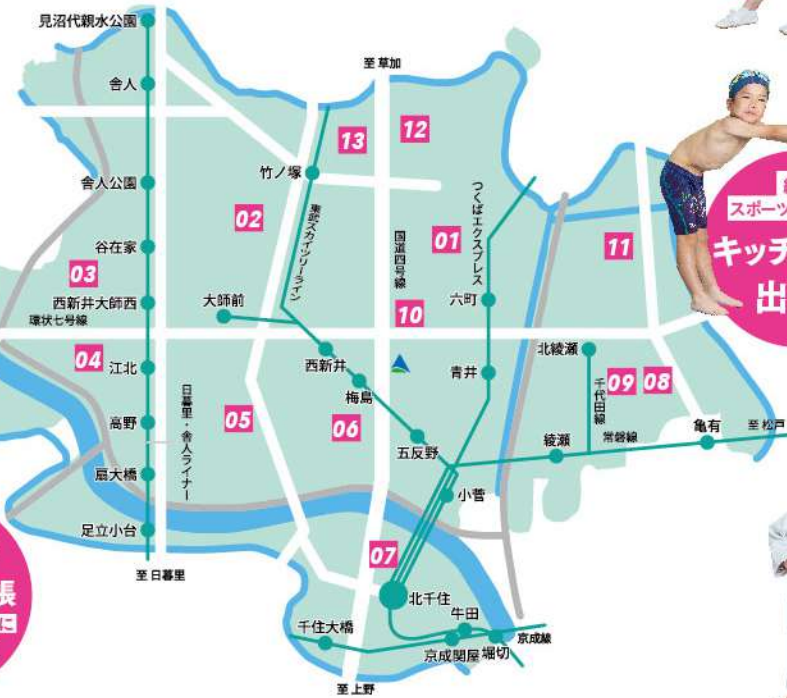 見沼代親水公園
舎人
舎人公園
谷在家
西新井大師西
環状七号線
江北
高野
扇大橋
足立小台
至 日暮里
日暮里・舎人ライナー
大師前
竹ノ塚
東武スカイツリーライン
至 草加
国道四号線
つくばエクスプレス
六町
青井
西新井
梅島
五反野
小菅
北千住
牛田
千住大橋
京成関屋
堀切
京成線
至 上野
北綾瀬
千代田線
綾瀬
常磐線
亀有
至 松戸
01
02
03
04
05
06
07
08
09
10
11
12
13
スポーツ
キッチ
出
張
に